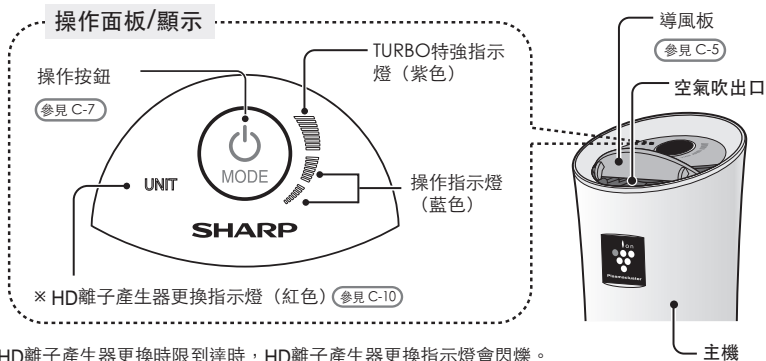 操作面板/顯示
TURBO特強指示
燈（紫色）
操作按鈕
參見 C-7
MODE
UNIT
操作指示燈
（藍色）
SHARP
※ HD離子產生器更換指示燈（紅色） 參見 C-10
導風板
參見 C-5
空氣吹出口
Ion
Plasmacluster
主機
HD離子產生器更換時限到達時，HD離子產生器更換指示燈會閃爍。